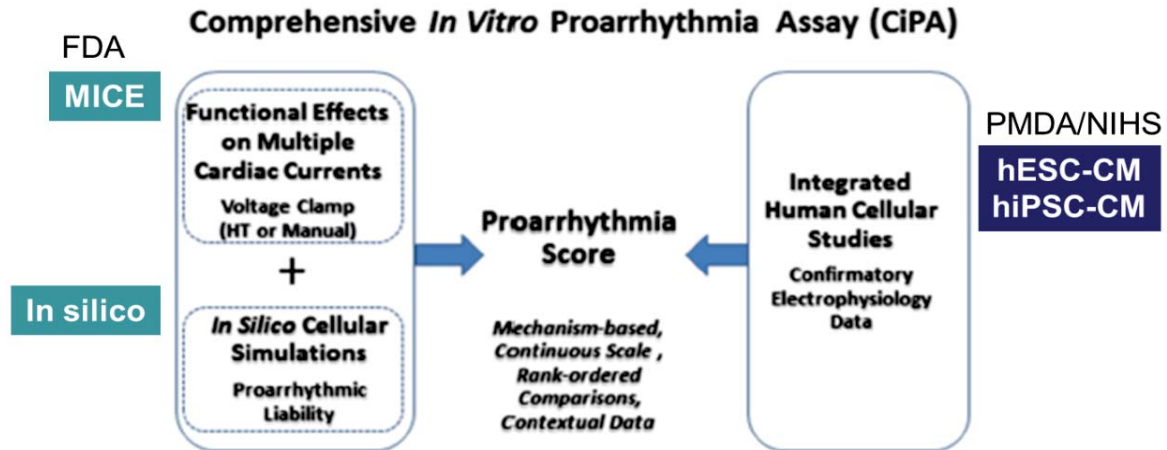 Comprehensive In Vitro Proarrhythmia Assay (CiPA)
FDA
MICE
Functional Effects
on Multiple
Cardiac Currents
Voltage Clamp
(HT or Manual)
+
In silico
In Silico Cellular
Simulations
Proarrhythmic
Liability
Proarrhythmia
Score
Mechanism-based,
Continuous Scale ,
Rank-ordered
Comparisons,
Contextual Data
Integrated
Human Cellular
Studies
Confirmatory
Electrophysiology
Data
PMDA/NIHS
hESC-CM
hiPSC-CM